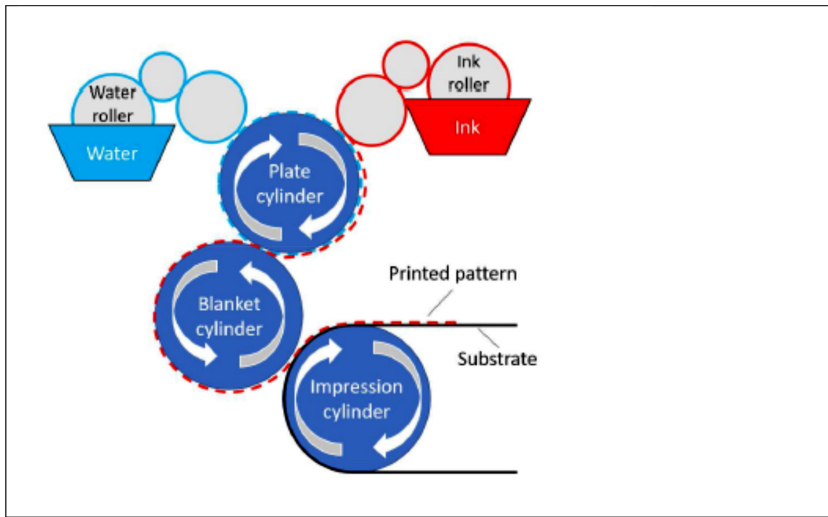 Water
roller
Water
Ink
roller
Ink
Plate
cylinder
Blanket
cylinder
Printed pattern
Substrate
Impression
cylinder